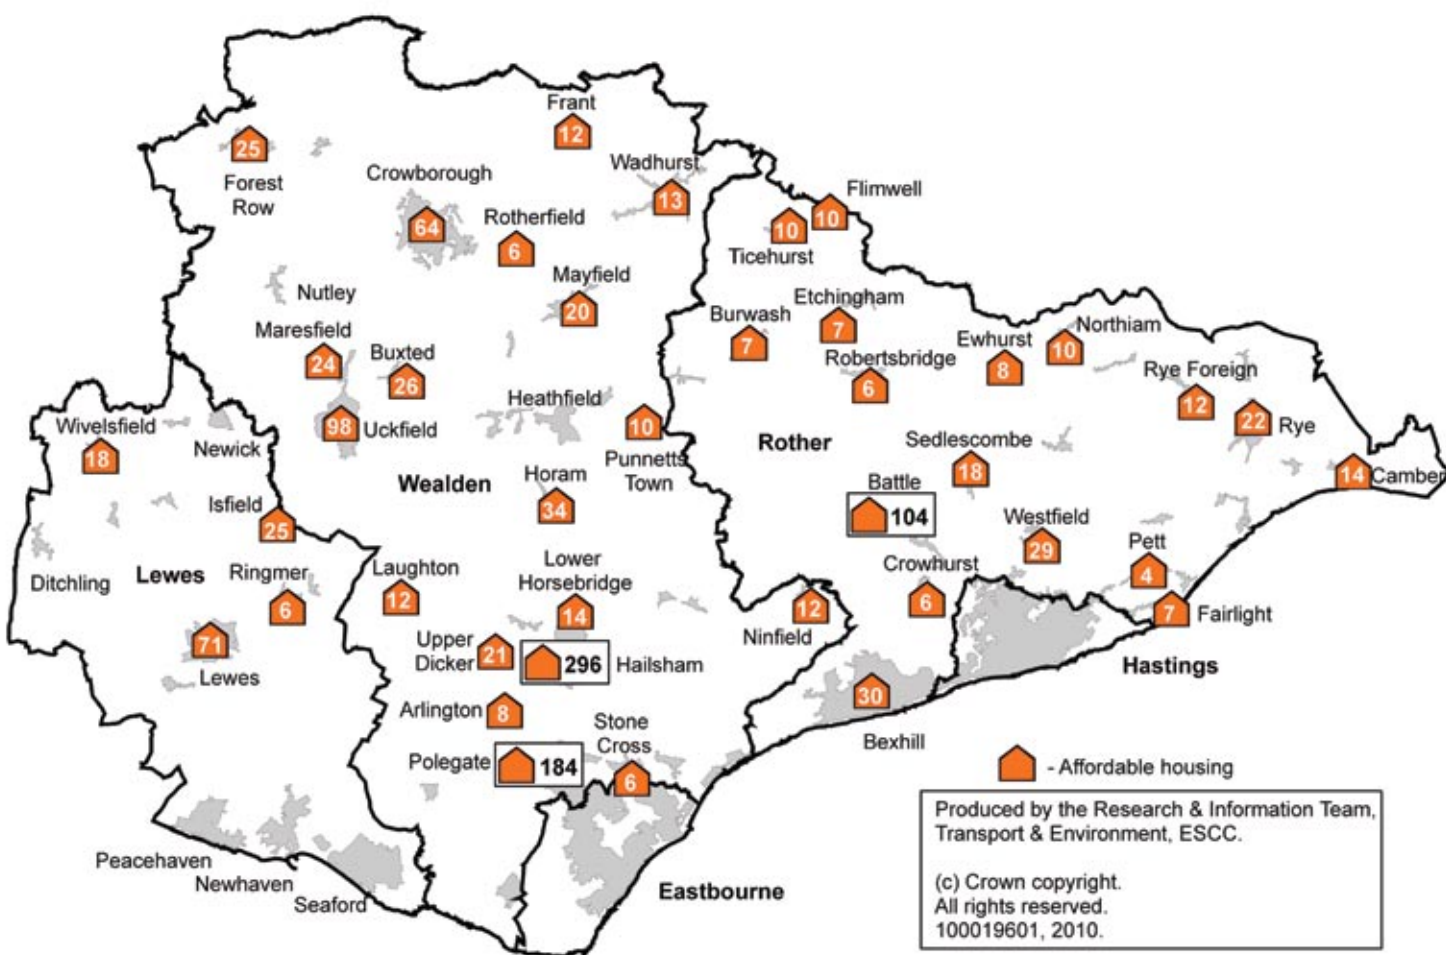 Frant
12
25
Forest
Row
Crowborough
64
Wadhurst
13
Rotherfield
6
Flimwell
10
10
Ticehurst
Nutley
Mayfield
20
Maresfield
24
Buxted
26
Burwash
7
Etchingham
7
Robertsbridge
6
Ewhurst
8
Northiam
10
Rye Foreign
12
22
Rye
Wivelsfield
18
Newick
98
Uckfield
Heathfield
10
Punnetts
Town
Rother
Sedlescombe
18
14
Camber
Wealden
Horam
34
Battle
104
Isfield
25
Westfield
29
Pett
4
Ditchling
Lewes
Ringmer
6
Laughton
12
Lower
Horsebridge
14
Crowhurst
6
12
Ninfield
7
Fairlight
71
Lewes
Upper
Dicker
21
296
Hailsham
Hastings
Arlington
8
30
Bexhill
Stone
Cross
6
Polegate
184
- Affordable housing
Peacehaven
Newhaven
Seaford
Eastbourne
Produced by the Research & Information Team,
Transport & Environment, ESCC.
(c) Crown copyright.
All rights reserved.
100019601, 2010.